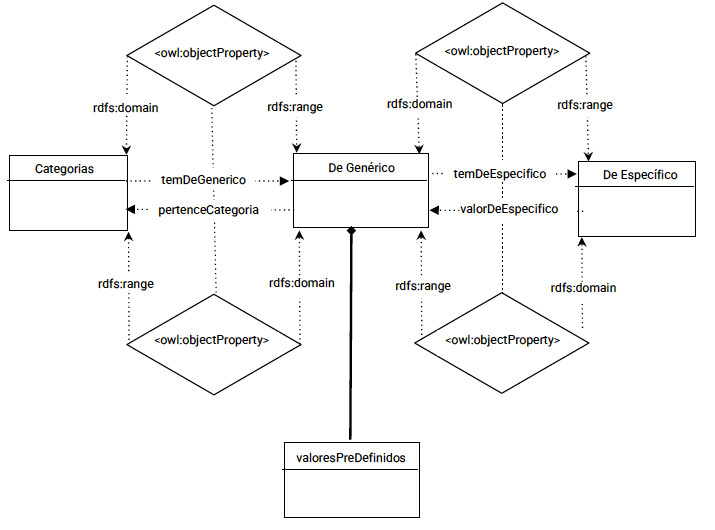 <owl:objectProperty>
<owl:objectProperty>
rdfs:domain
rdfs:range
rdfs:domain
rdfs:range
Categorias
De Genérico
De Específico
temDeGenerico
temDeEspecifico
pertenceCategoria
valorDeEspecifico
rdfs:range
rdfs:domain
rdfs:range
rdfs:domain
<owl:objectProperty>
<owl:objectProperty>
valoresPreDefinidos